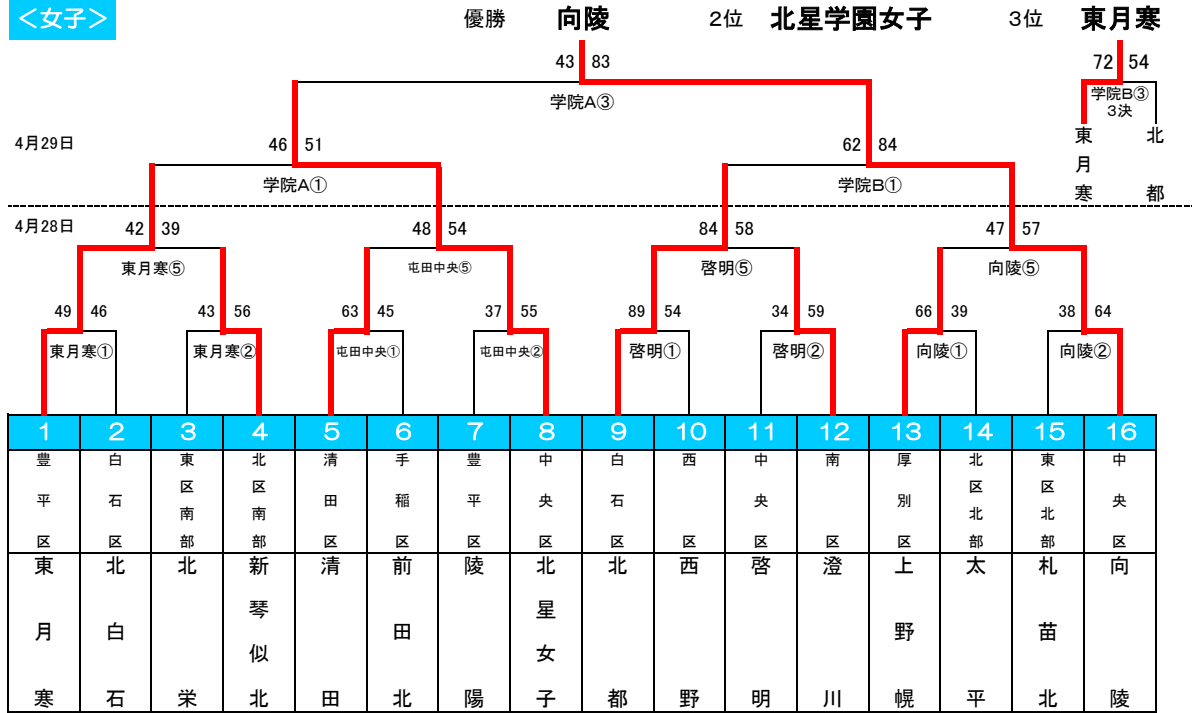 ＜女子＞
優勝 向陵 2位 北星学園女子 3位 東月寒
43 83
72 54
学院A③
学院B③
3決
東月寒 北都
4月29日
46 51
62 84
学院A①
学院B①
4月28日
42 39
48 54
84 58
47 57
東月寒⑤
屯田中央⑤
啓明⑤
向陵⑤
49 46
43 56
63 45
37 55
89 54
34 59
66 39
38 64
東月寒①
東月寒②
屯田中央①
屯田中央②
啓明①
啓明②
向陵①
向陵②
1 2 3 4 5 6 7 8 9 10 11 12 13 14 15 16
豊平区 白石区 東区南部 北区南部 清田区 手稲区 豊平区 中央区 白石区 西区 中央区 南区 厚別区 北区北部 東区北部 中央区
東月寒 北白石 北栄 新琴似北 清田 前田北 陵陽 北星女子 北都 西野 啓明 澄川 上野幌 太平 札苗北 向陵